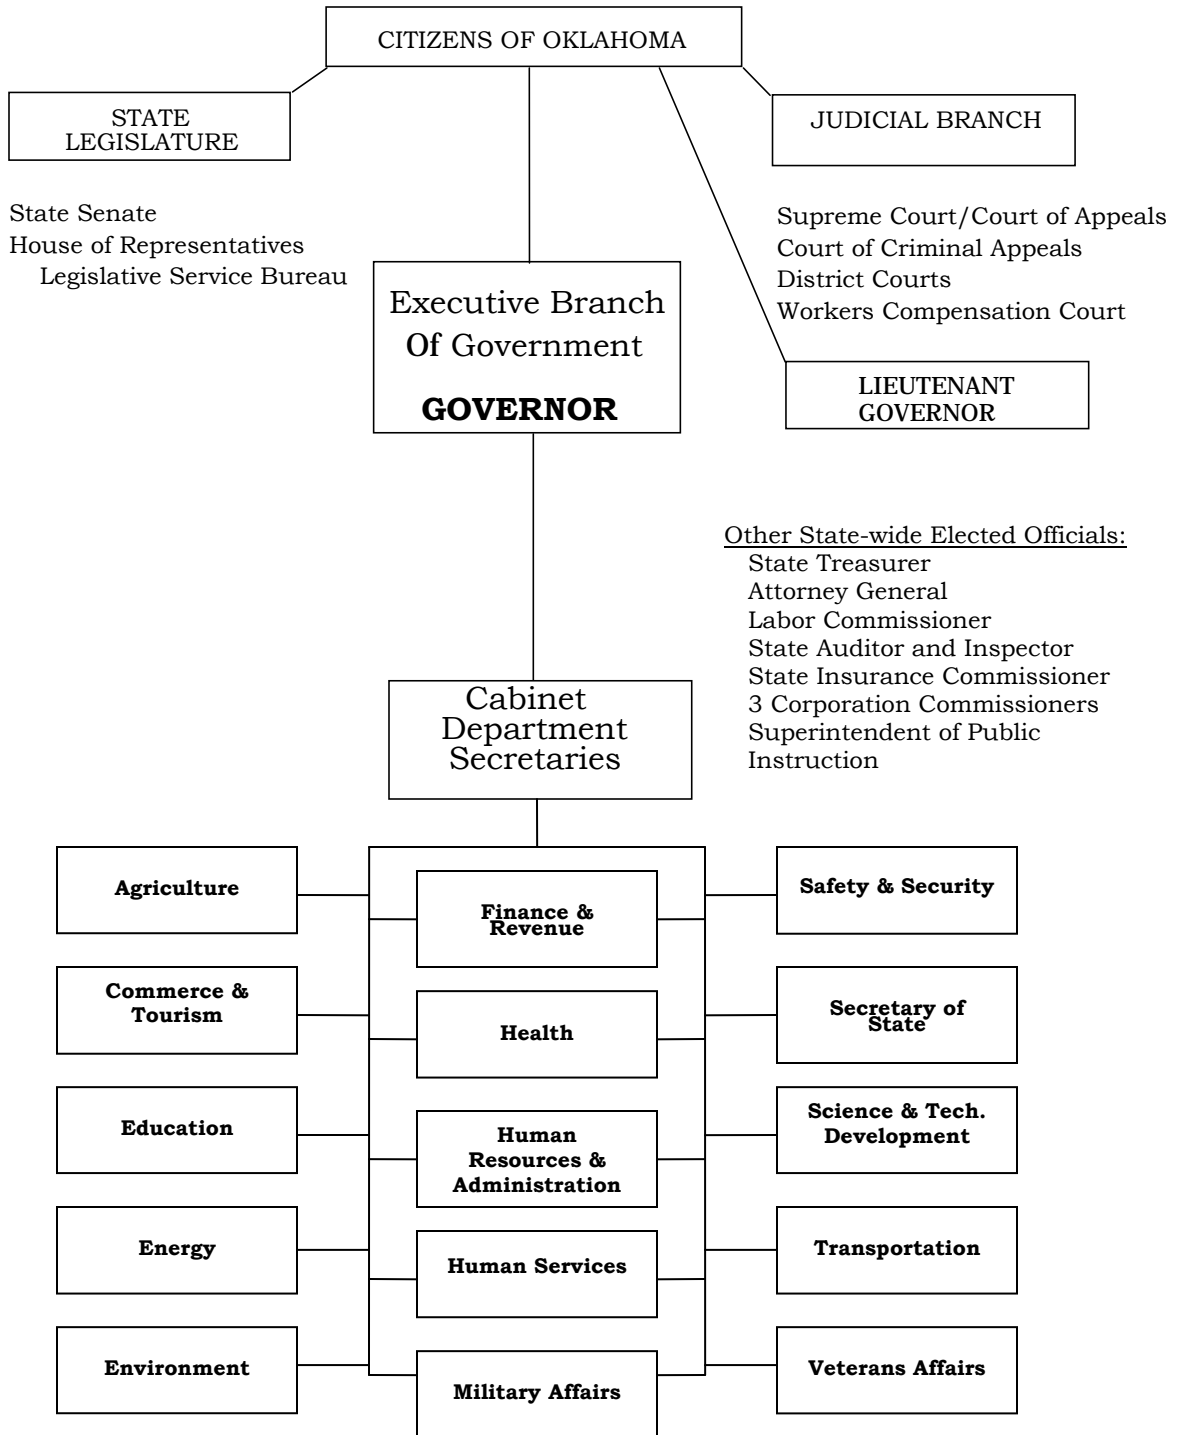 CITIZENS OF OKLAHOMA
STATE
LEGISLATURE
JUDICIAL BRANCH
State Senate
House of Representatives
Legislative Service Bureau
Supreme Court/Court of Appeals
Court of Criminal Appeals
District Courts
Workers Compensation Court
Executive Branch
Of Government
GOVERNOR
LIEUTENANT
GOVERNOR
Other State-wide Elected Officials:
State Treasurer
Attorney General
Labor Commissioner
State Auditor and Inspector
State Insurance Commissioner
3 Corporation Commissioners
Superintendent of Public
Instruction
Cabinet
Department
Secretaries
Agriculture
Commerce &
Tourism
Education
Energy
Environment
Finance &
Revenue
Health
Human
Resources &
Administration
Human Services
Military Affairs
Safety & Security
Secretary of
State
Science & Tech.
Development
Transportation
Veterans Affairs